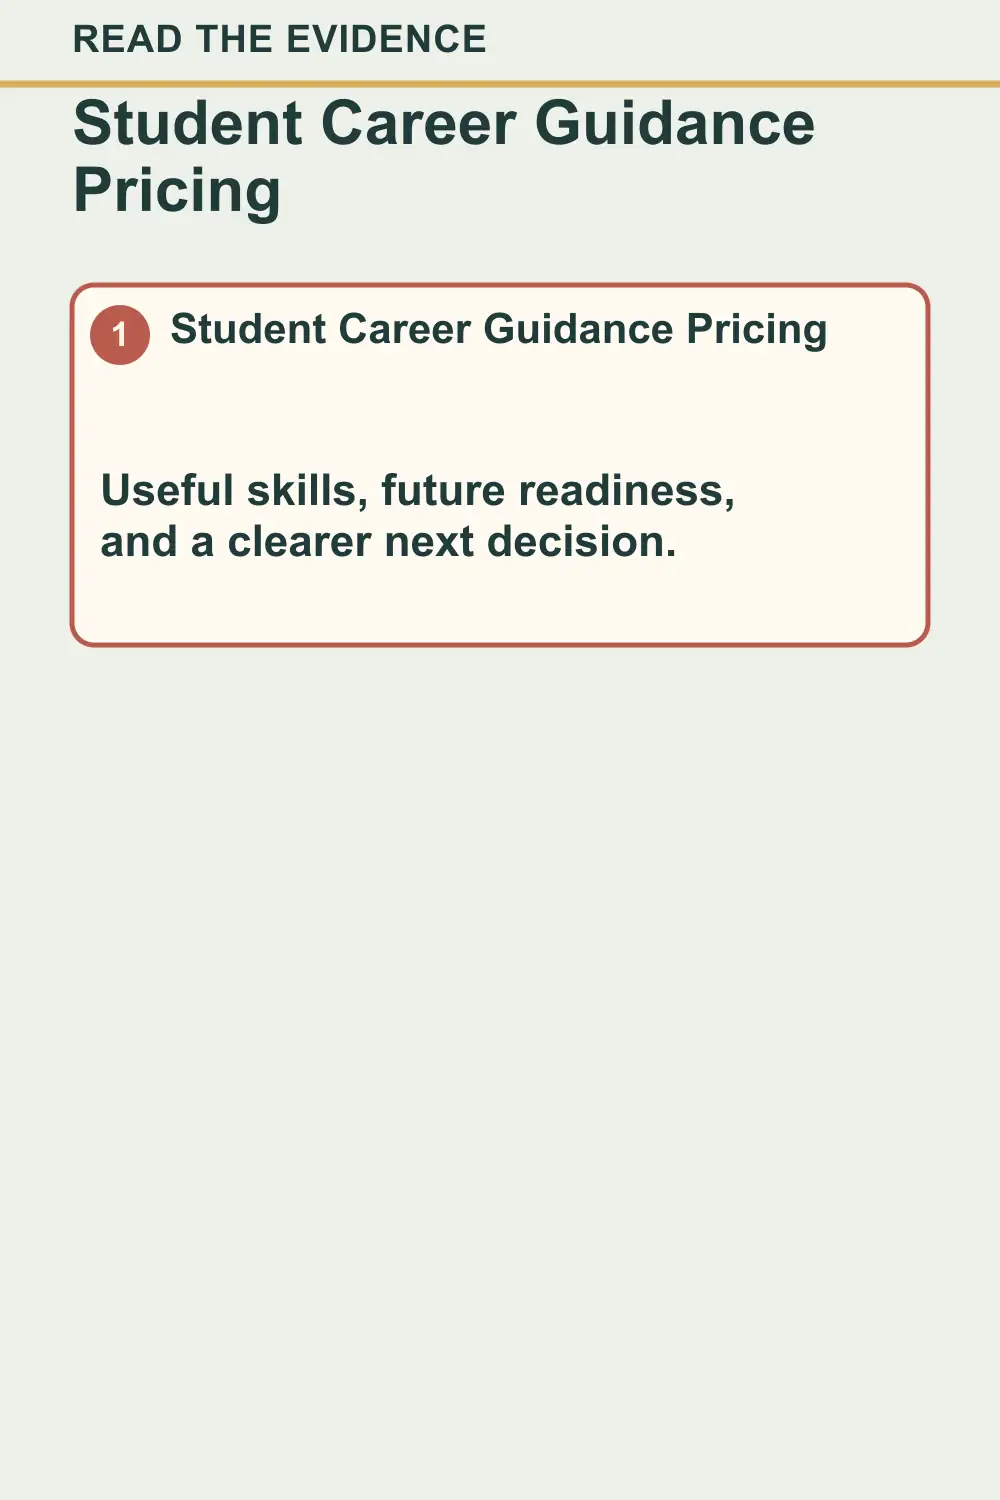 READ THE EVIDENCE
Student Career Guidance
Pricing
1 Student Career Guidance Pricing
Useful skills, future readiness,
and a clearer next decision.